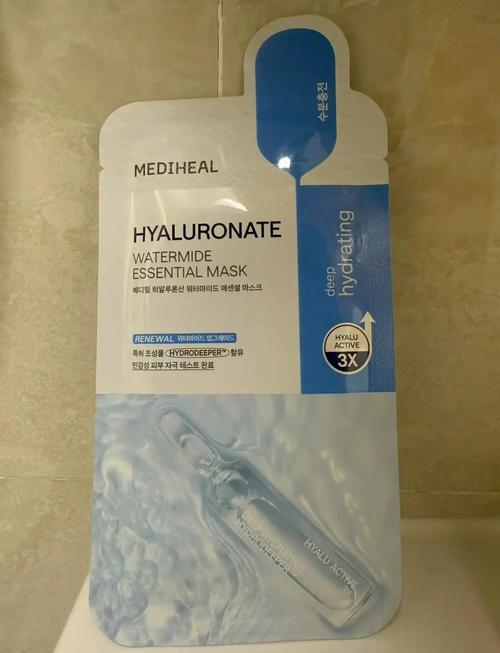 수분충전
MEDIHEAL
HYALURONATE
WATERMIDE
ESSENTIAL MASK
메디힐 히알루론산 워터마이드 에센셜 마스크
deep
hydrating
RENEWAL 워터마이드 업그레이드
특허 조성물 HYDRODEEPER™ 함유
민감성 피부 자극 테스트 완료
HYALU
ACTIVE
3X
DEEP HYDRATING
HYDRODEEPER
HYALU ACTIVE